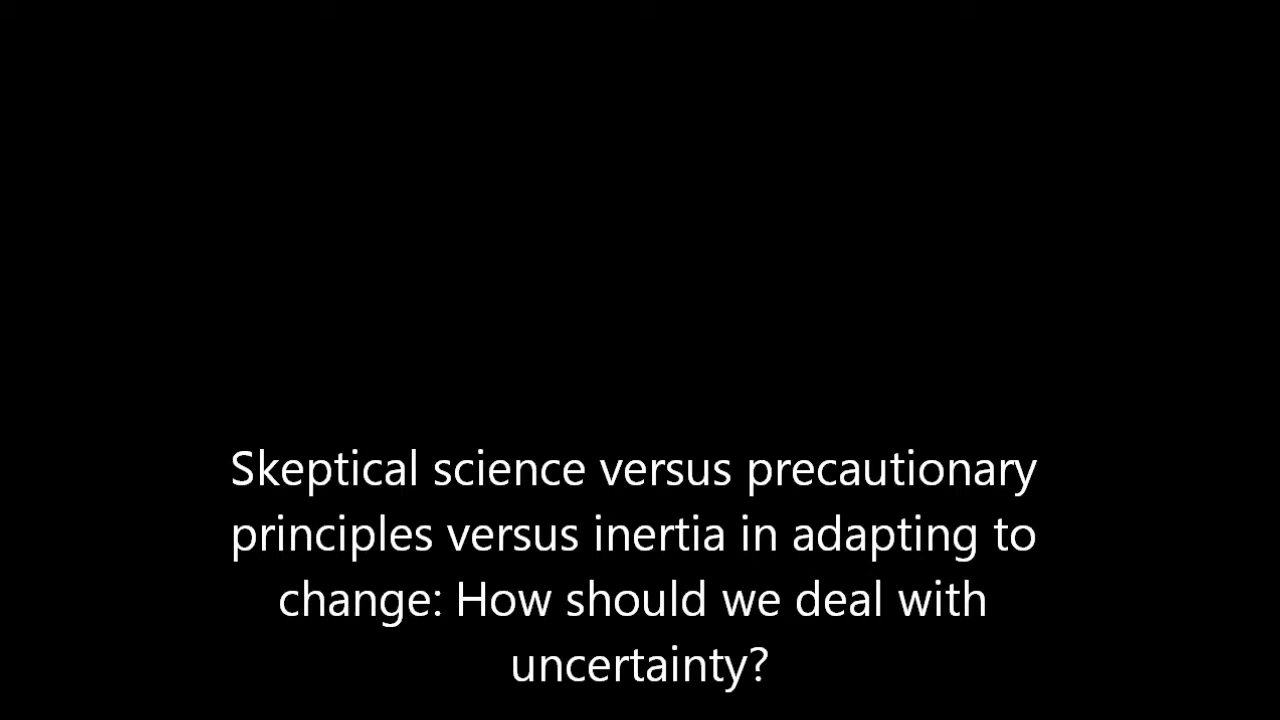 Skeptical science versus precautionary
principles versus inertia in adapting to
change: How should we deal with
uncertainty?